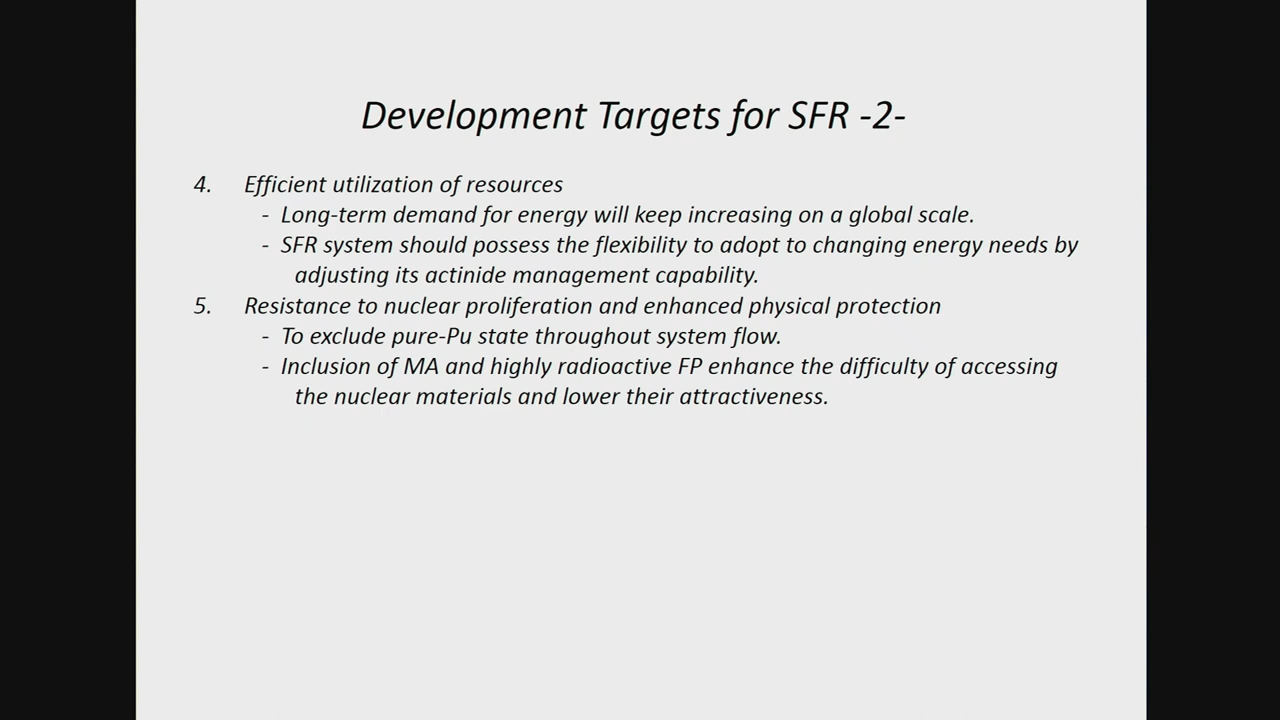 Development Targets for SFR -2-
4. Efficient utilization of resources
- Long-term demand for energy will keep increasing on a global scale.
- SFR system should possess the flexibility to adopt to changing energy needs by
adjusting its actinide management capability.
5. Resistance to nuclear proliferation and enhanced physical protection
- To exclude pure-Pu state throughout system flow.
- Inclusion of MA and highly radioactive FP enhance the difficulty of accessing
the nuclear materials and lower their attractiveness.